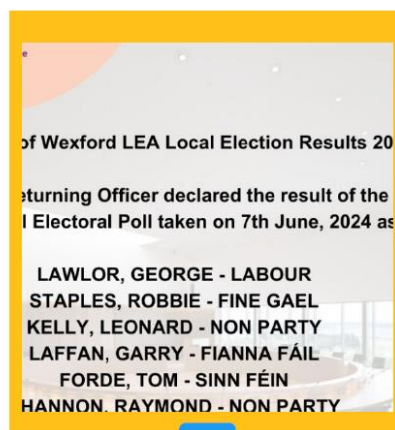 e
of Wexford LEA Local Election Results 20
eturning Officer declared the result of the
l Electoral Poll taken on 7th June, 2024 as
LAWLOR, GEORGE - LABOUR
STAPLES, ROBBIE - FINE GAEL
KELLY, LEONARD - NON PARTY
LAFFAN, GARRY - FIANNA FÁIL
FORDE, TOM - SINN FÉIN
HANNON, RAYMOND - NON PARTY